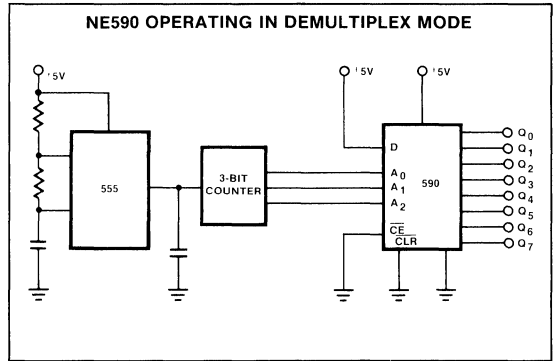 NE590 OPERATING IN DEMULTIPLEX MODE
'5V
'5V
'5V
555
3-BIT
COUNTER
D
A0
A1
A2
590
CE
CLR
Q0
Q1
Q2
Q3
Q4
Q5
Q6
Q7